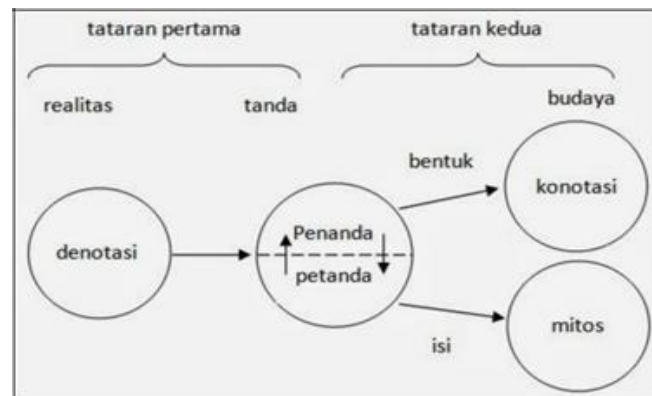 tataran pertama
tataran kedua
realitas
tanda
budaya
bentuk
konotasi
denotasi
Penanda
petanda
isi
mitos